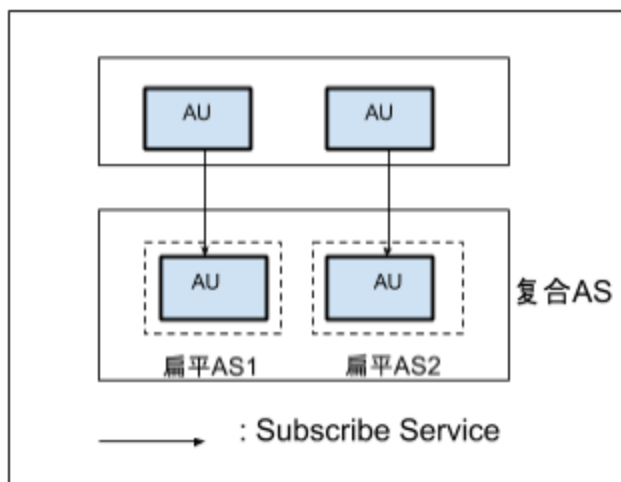 AU AU
AU AU
复合AS
扁平AS1 扁平AS2
: Subscribe Service